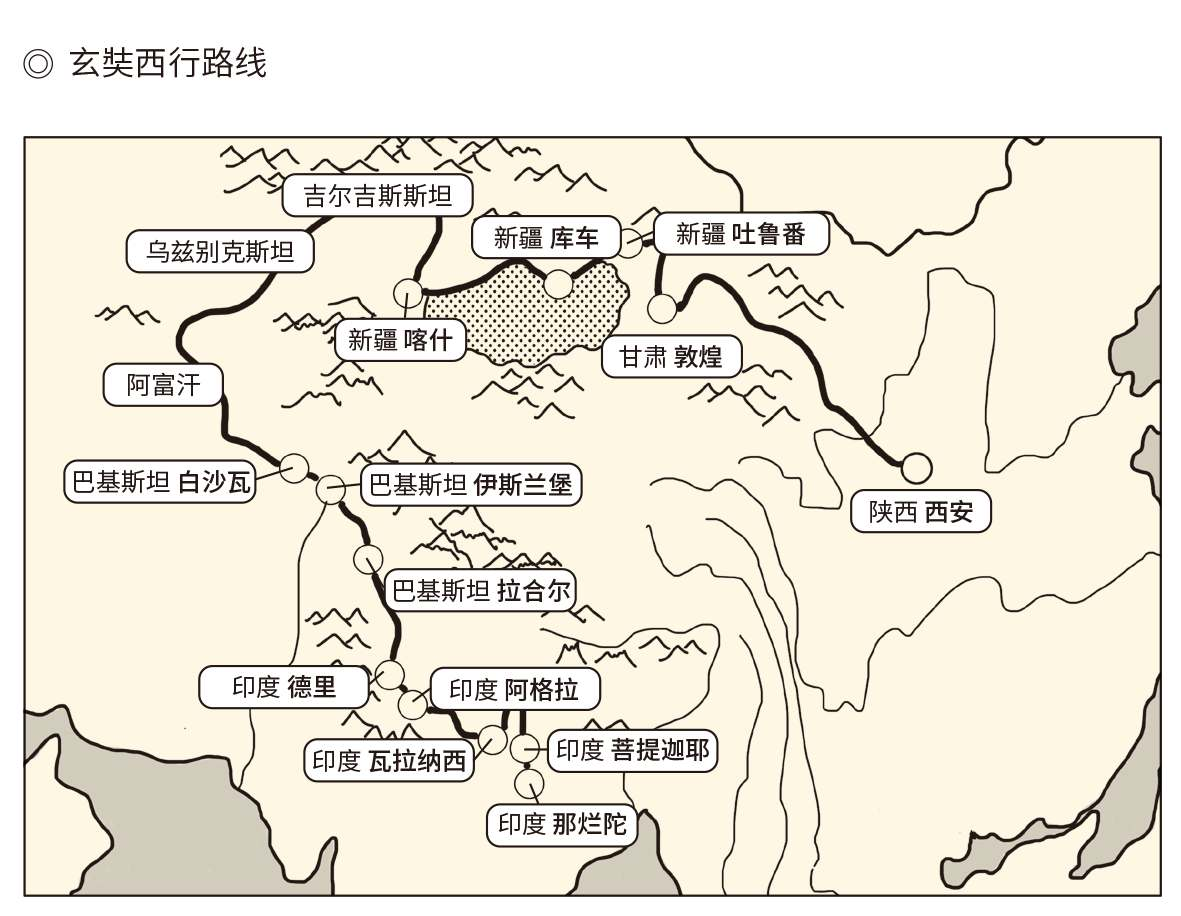 ◎ 玄奘西行路线
吉尔吉斯斯坦
乌兹别克斯坦
新疆 库车
新疆 吐鲁番
新疆 喀什
甘肃 敦煌
阿富汗
巴基斯坦 白沙瓦
巴基斯坦 伊斯兰堡
陕西 西安
巴基斯坦 拉合尔
印度 德里
印度 阿格拉
印度 瓦拉纳西
印度 菩提迦耶
印度 那烂陀